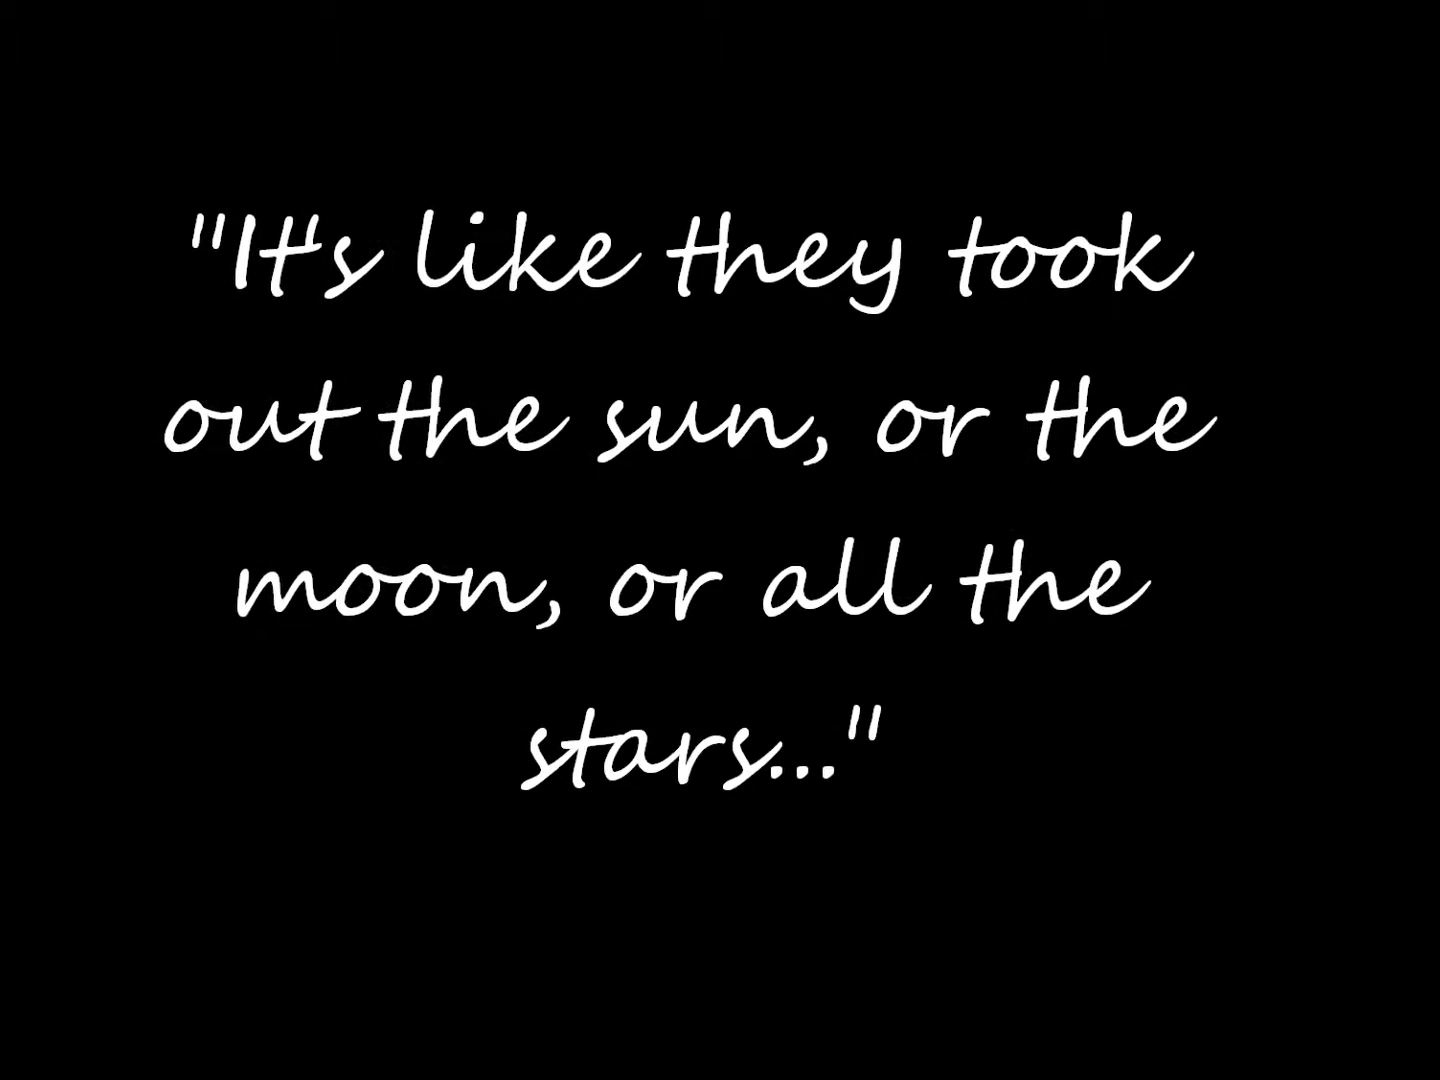 "It's like they took
out the sun, or the
moon, or all the
stars..."